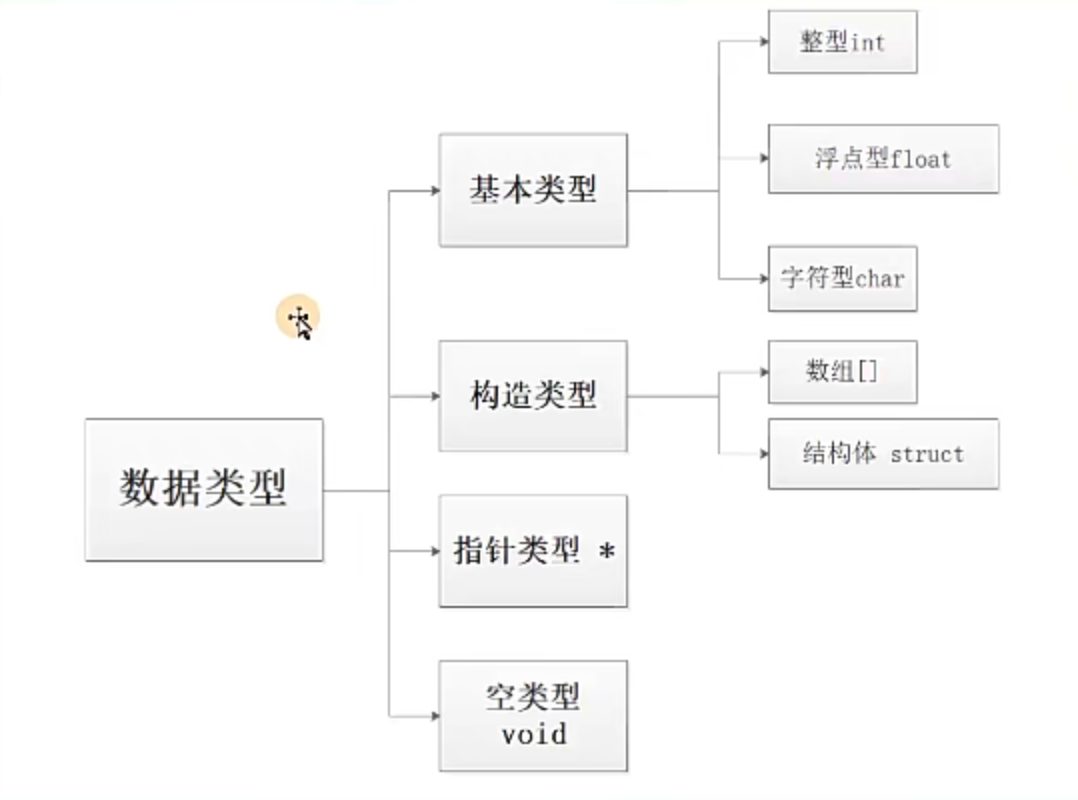 整型int
浮点型float
基本类型
字符型char
数组[]
构造类型
结构体 struct
数据类型
指针类型 *
空类型
void